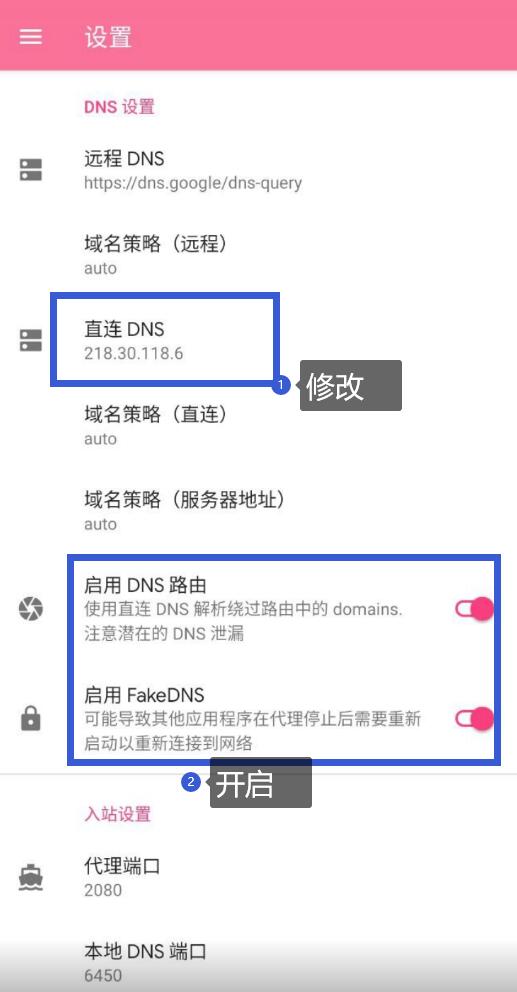 设置
DNS 设置
远程 DNS
https://dns.google/dns-query
域名策略（远程）
auto
直连 DNS
218.30.118.6
1
修改
域名策略（直连）
auto
域名策略（服务器地址）
auto
启用 DNS 路由
使用直连 DNS 解析绕过路由中的 domains.
注意潜在的 DNS 泄漏
启用 FakeDNS
可能导致其他应用程序在代理停止后需要重新
启动以重新连接到网络
2
开启
入站设置
代理端口
2080
本地 DNS 端口
6450